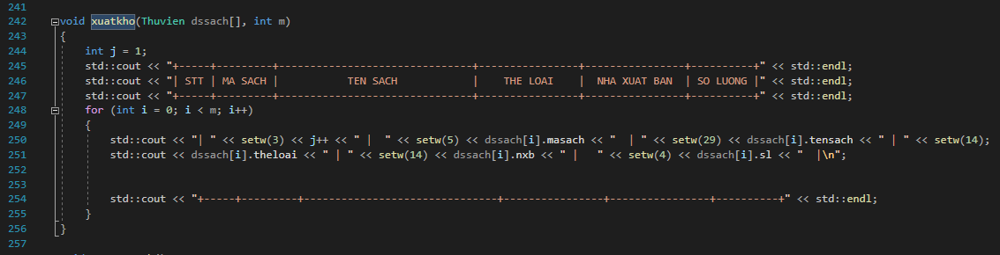 241
242 void xuatkho(Thuvien dssach[], int m)
243 {
244     int j = 1;
245     std::cout << "+-----+---------+-------------------------------+----------------+----------------+----------+" << std::endl;
246     std::cout << "| STT | MA SACH |           TEN SACH            |    THE LOAI    |  NHA XUAT BAN  | SO LUONG |" << std::endl;
247     std::cout << "+-----+---------+-------------------------------+----------------+----------------+----------+" << std::endl;
248     for (int i = 0; i < m; i++)
249     {
250         std::cout << "| " << setw(3) << j++ << " |  " << setw(5) << dssach[i].masach << "  | " << setw(29) << dssach[i].tensach << " | " << setw(14);
251         std::cout << dssach[i].theloai << " | " << setw(14) << dssach[i].nxb << " |   " << setw(4) << dssach[i].sl << "  |\n";
252
253
254         std::cout << "+-----+---------+-------------------------------+----------------+----------------+----------+" << std::endl;
255     }
256 }
257